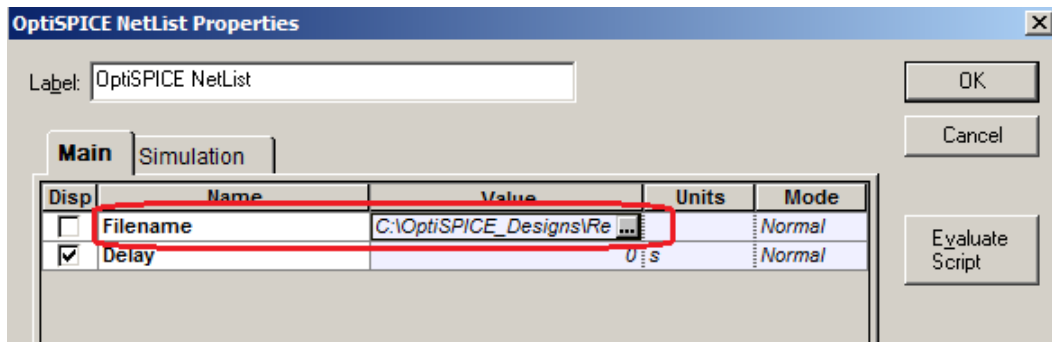 OptiSPICE NetList Properties
Label: OptiSPICE NetList
OK
Cancel
Main Simulation
Disp Name Value Units Mode
Filename C:\OptiSPICE_Designs\Re ... Normal
Delay 0 s Normal
Evaluate
Script